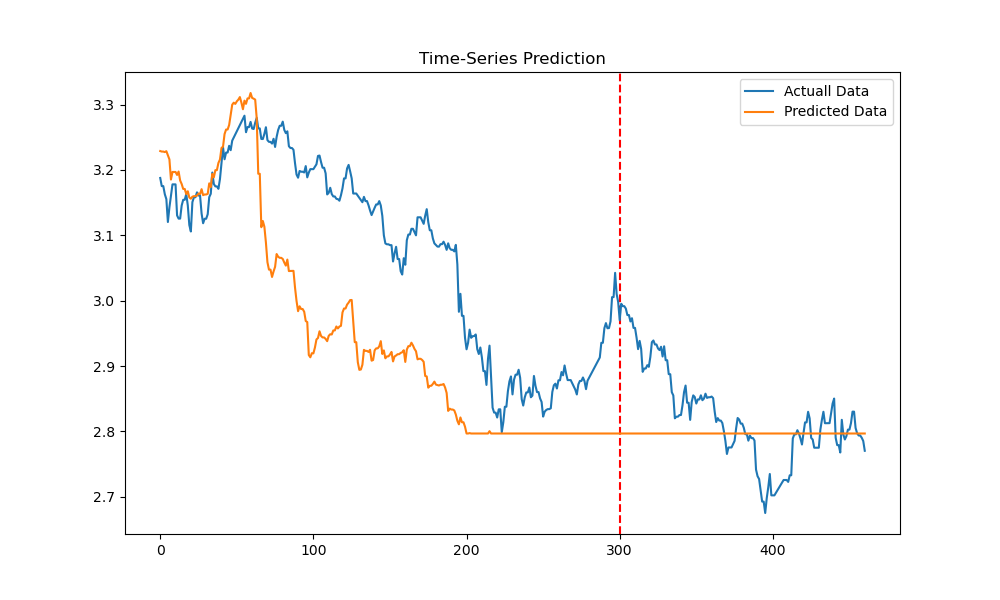 Time-Series Prediction
Actuall Data
Predicted Data
3.3
3.2
3.1
3.0
2.9
2.8
2.7
0 100 200 300 400